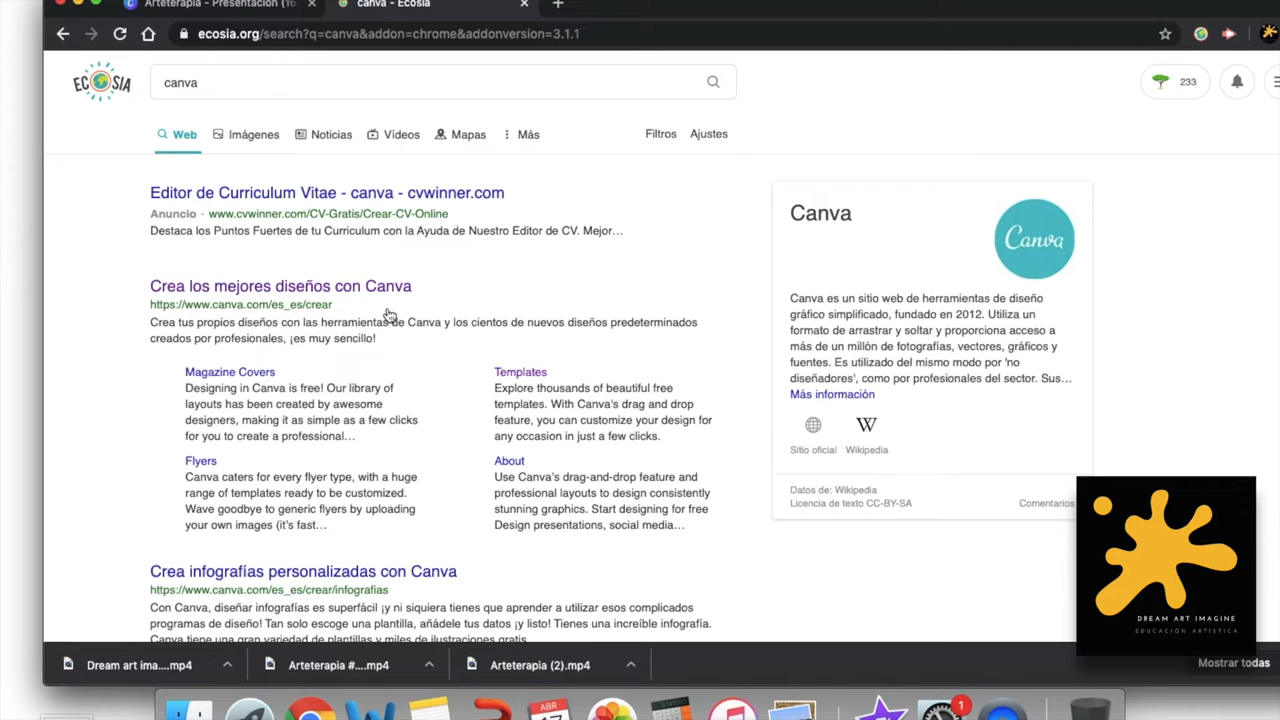 Arteterapia - Presentación (16
canva - Ecosia
ecosia.org/search?q=canva&addon=chrome&addonversion=3.1.1
ECOSIA
canva
233
Web
Imágenes
Noticias
Vídeos
Mapas
Más
Filtros
Ajustes
Editor de Curriculum Vitae - canva - cvwinner.com
Anuncio · www.cvwinner.com/CV-Gratis/Crear-CV-Online
Destaca los Puntos Fuertes de tu Curriculum con la Ayuda de Nuestro Editor de CV. Mejor…
Crea los mejores diseños con Canva
https://www.canva.com/es_es/crear
Crea tus propios diseños con las herramientas de Canva y los cientos de nuevos diseños predeterminados
creados por profesionales, ¡es muy sencillo!
Magazine Covers
Designing in Canva is free! Our library of
layouts has been created by awesome
designers, making it as simple as a few clicks
for you to create a professional…
Templates
Explore thousands of beautiful free
templates. With Canva's drag and drop
feature, you can customize your design for
any occasion in just a few clicks.
Flyers
Canva caters for every flyer type, with a huge
range of templates ready to be customized.
Wave goodbye to generic flyers by uploading
your own images (it's fast…
About
Use Canva's drag-and-drop feature and
professional layouts to design consistently
stunning graphics. Start designing for free
Design presentations, social media…
Crea infografías personalizadas con Canva
https://www.canva.com/es_es/crear/infografias
Con Canva, diseñar infografías es superfácil ¡y ni siquiera tienes que aprender a utilizar esos complicados
programas de diseño! Tan solo escoge una plantilla, añádele tus datos ¡y listo! Tienes una increíble infografía.
Canva tiene una gran variedad de plantillas y miles de ilustraciones gratis
Canva
Canva
Canva es un sitio web de herramientas de diseño
gráfico simplificado, fundado en 2012. Utiliza un
formato de arrastrar y soltar y proporciona acceso a
más de un millón de fotografías, vectores, gráficos y
fuentes. Es utilizado del mismo modo por 'no
diseñadores', como por profesionales del sector. Sus…
Más información
W
Sitio oficial
Wikipedia
Datos de: Wikipedia
Licencia de texto CC-BY-SA
Comentarios
DREAM ART IMAGINE
EDUCACIÓN ARTÍSTICA
Dream art ima....mp4
Arteterapia #....mp4
Arteterapia (2).mp4
Mostrar todas
ABR
17
1